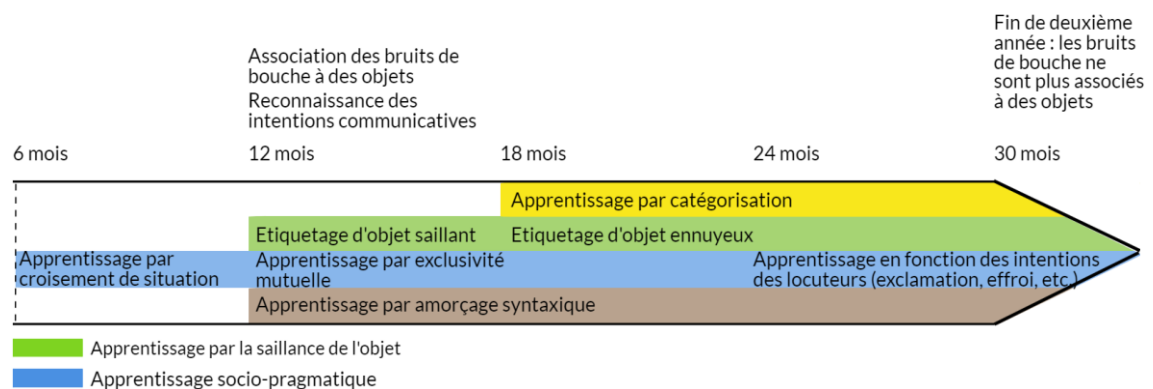 Association des bruits de
bouche à des objets
Reconnaissance des
intentions communicatives
Fin de deuxième
année : les bruits
de bouche ne
sont plus associés
à des objets
6 mois
12 mois
18 mois
24 mois
30 mois
Apprentissage par catégorisation
Etiquetage d'objet saillant
Etiquetage d'objet ennuyeux
Apprentissage par
croisement de situation
Apprentissage par exclusivité
mutuelle
Apprentissage en fonction des intentions
des locuteurs (exclamation, effroi, etc.)
Apprentissage par amorçage syntaxique
Apprentissage par la saillance de l'objet
Apprentissage socio-pragmatique